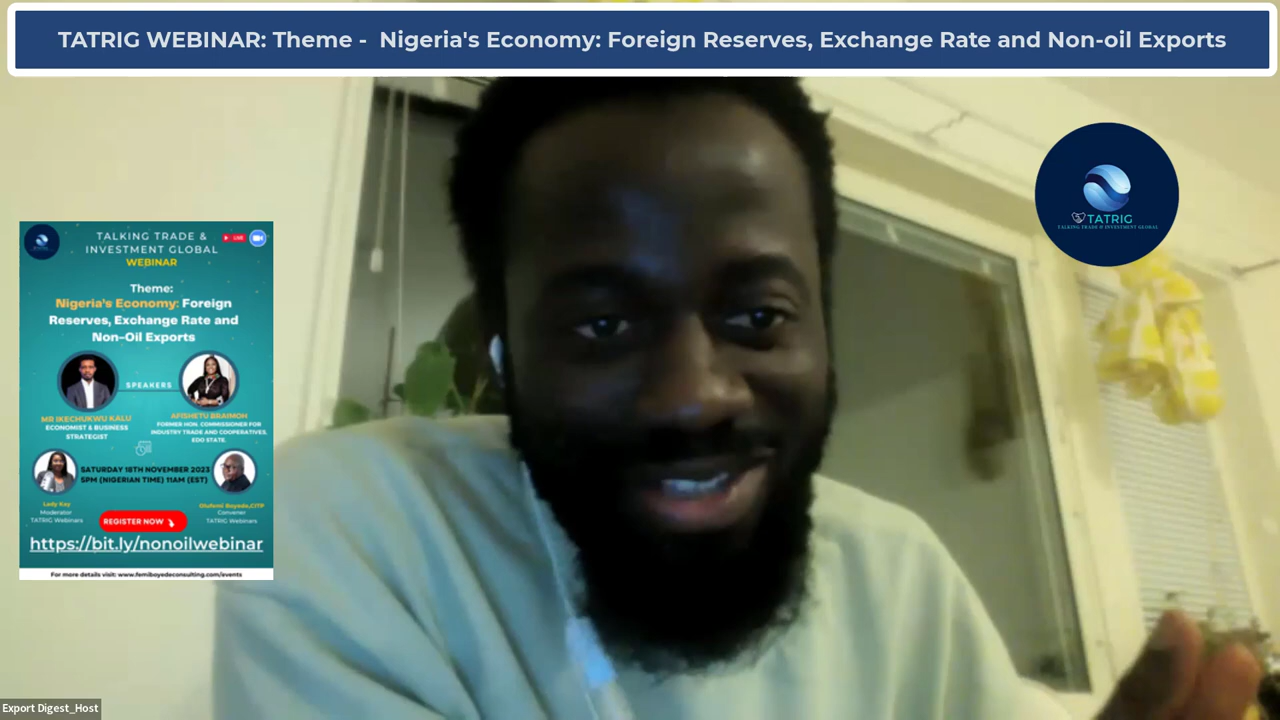 TATRIG WEBINAR: Theme - Nigeria's Economy: Foreign Reserves, Exchange Rate and Non-oil Exports
TATRIG
TALKING TRADE & INVESTMENT GLOBAL
TALKING TRADE &
INVESTMENT GLOBAL
LIVE
WEBINAR
Theme:
Nigeria's Economy: Foreign
Reserves, Exchange Rate and
Non-Oil Exports
SPEAKERS
MR IKECHUKWU KALU
ECONOMIST & BUSINESS
STRATEGIST
AFISHETU BRAIMOH
FORMER HON. COMMISSIONER FOR
INDUSTRY TRADE AND COOPERATIVES,
EDO STATE.
SATURDAY 18TH NOVEMBER 2023
5PM (NIGERIAN TIME) 11AM (EST)
Lady Kay
Moderator
TATRIG Webinars
Olufemi Boyede,CITP
Convener
TATRIG Webinars
REGISTER NOW
https://bit.ly/nonoilwebinar
For more details visit: www.femiboyedeconsulting.com/events
Export Digest_Host